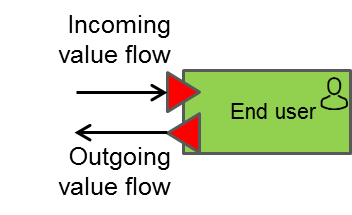 Incoming
value flow
End user
Outgoing
value flow